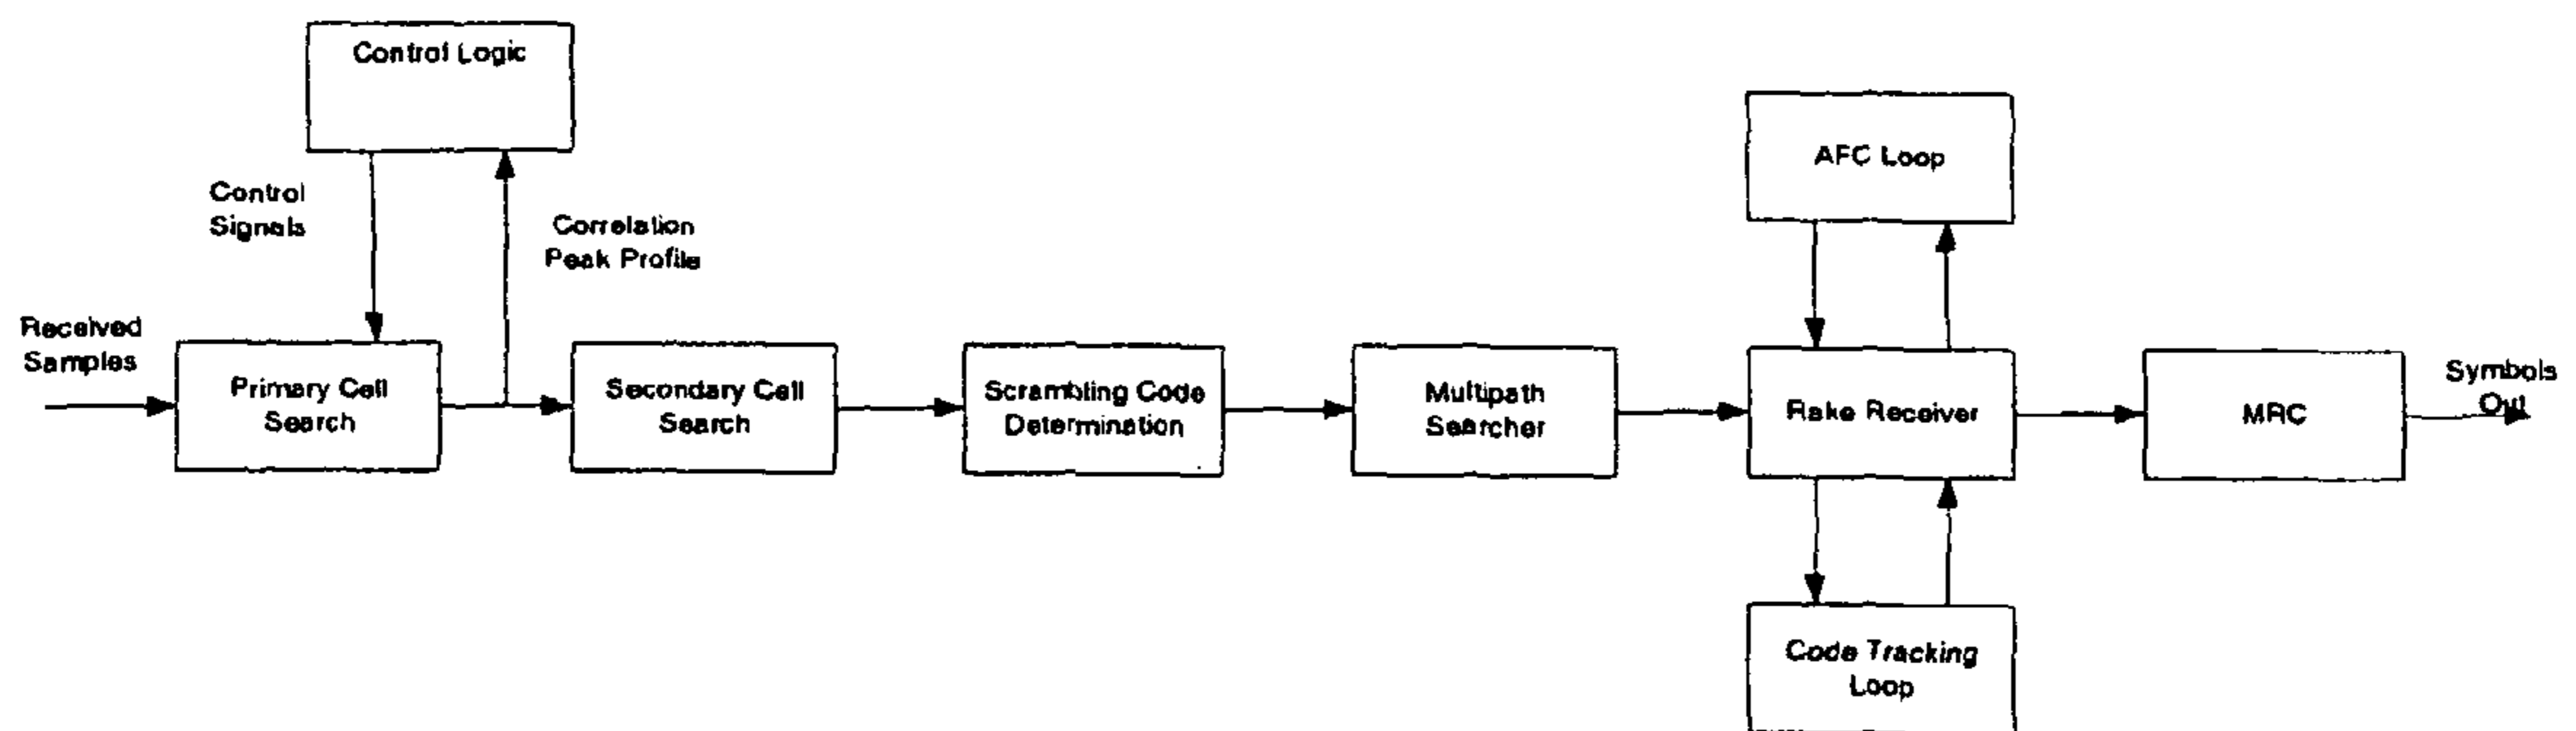 Control Logic
Control
Signals
Correlation
Peak Profile
AFC Loop
Received
Samples
Primary Cell
Search
Secondary Cell
Search
Scrambling Code
Determination
Multipath
Searcher
Rake Receiver
MRC
Symbols
Out
Code Tracking
Loop